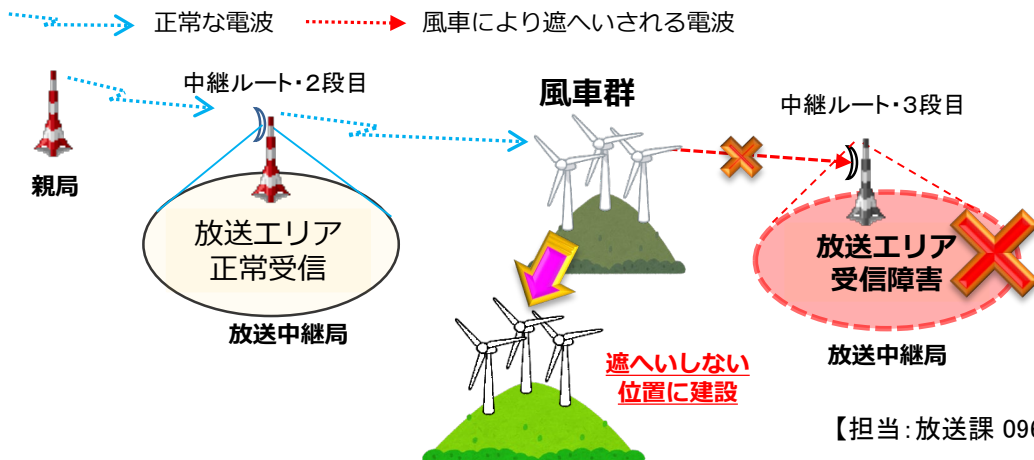 正常な電波
風車により遮へいされる電波
中継ルート・２段目
風車群
中継ルート・３段目
親局
放送エリア
正常受信
放送エリア
受信障害
放送中継局
遮へいしない
位置に建設
放送中継局
【担当：放送課 096